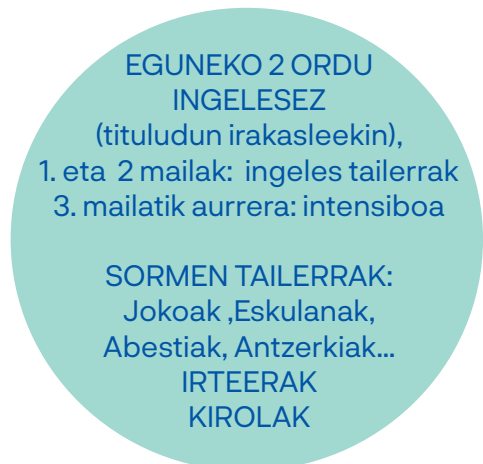 EGUNEKO 2 ORDU
INGELESEZ
(tituludun irakasleekin),
1. eta 2 mailak: ingeles tailerrak
3. mailatik aurrera: intensiboa
SORMEN TAILERRAK:
Jokoak ,Eskulanak,
Abestiak, Antzerkiak...
IRTEERAK
KIROLAK